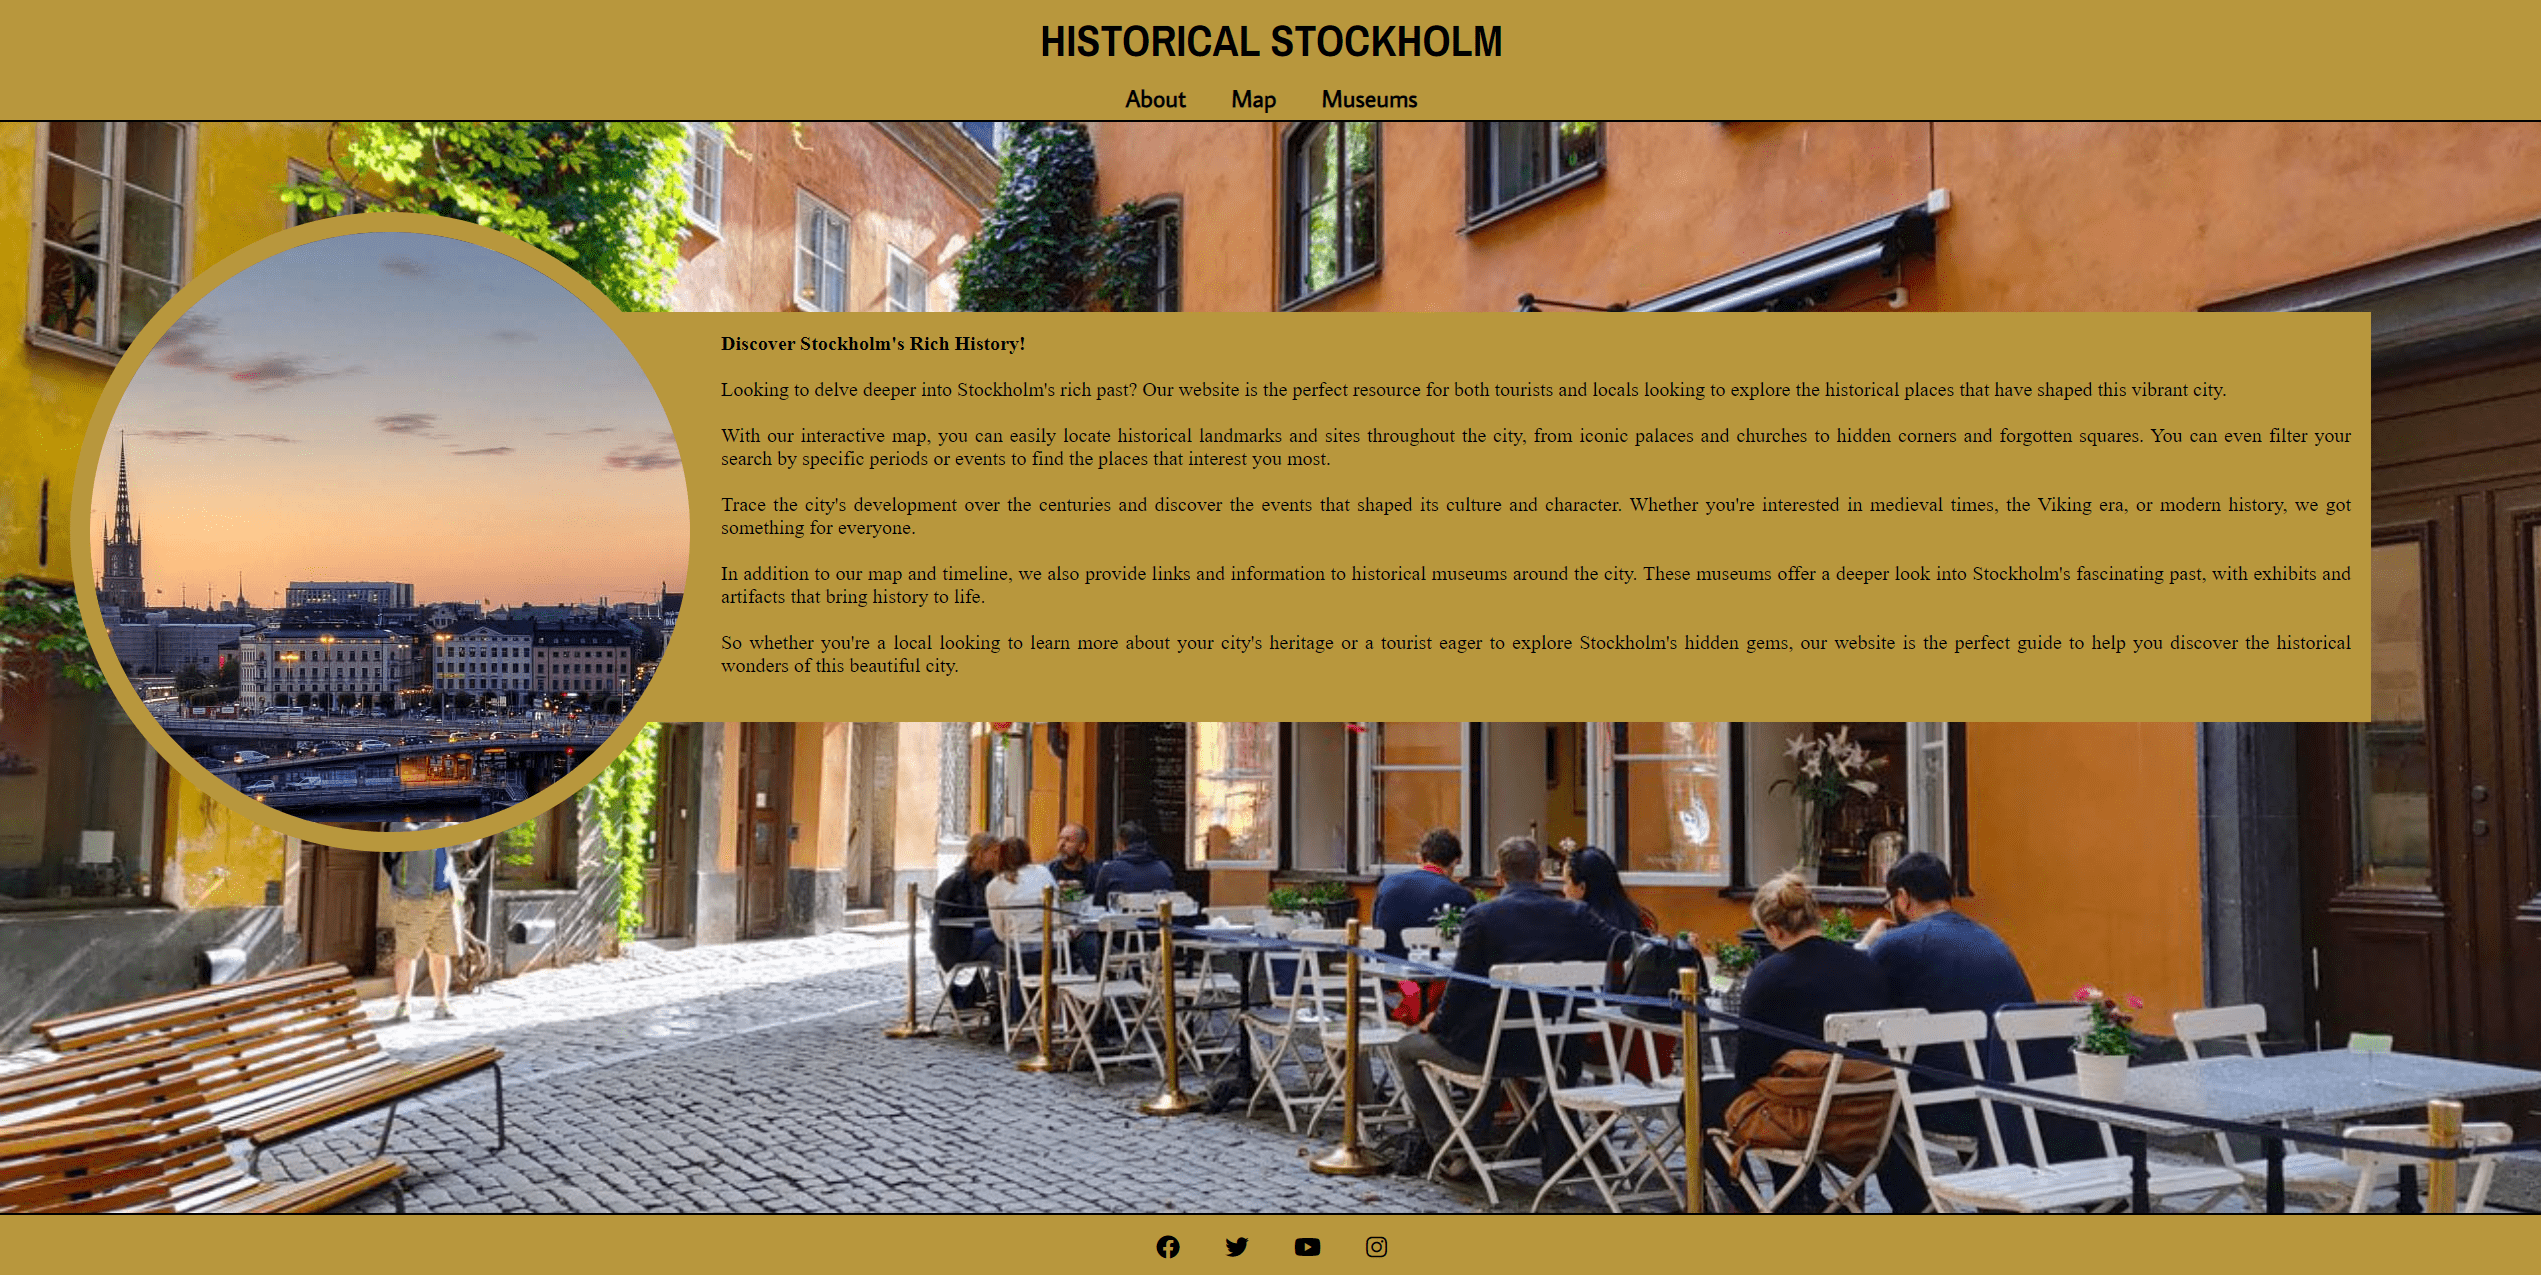 HISTORICAL STOCKHOLM
About Map Museums
Discover Stockholm's Rich History!
Looking to delve deeper into Stockholm's rich past? Our website is the perfect resource for both tourists and locals looking to explore the historical places that have shaped this vibrant city.
With our interactive map, you can easily locate historical landmarks and sites throughout the city, from iconic palaces and churches to hidden corners and forgotten squares. You can even filter your
search by specific periods or events to find the places that interest you most.
Trace the city's development over the centuries and discover the events that shaped its culture and character. Whether you're interested in medieval times, the Viking era, or modern history, we got
something for everyone.
In addition to our map and timeline, we also provide links and information to historical museums around the city. These museums offer a deeper look into Stockholm's fascinating past, with exhibits and
artifacts that bring history to life.
So whether you're a local looking to learn more about your city's heritage or a tourist eager to explore Stockholm's hidden gems, our website is the perfect guide to help you discover the historical
wonders of this beautiful city.